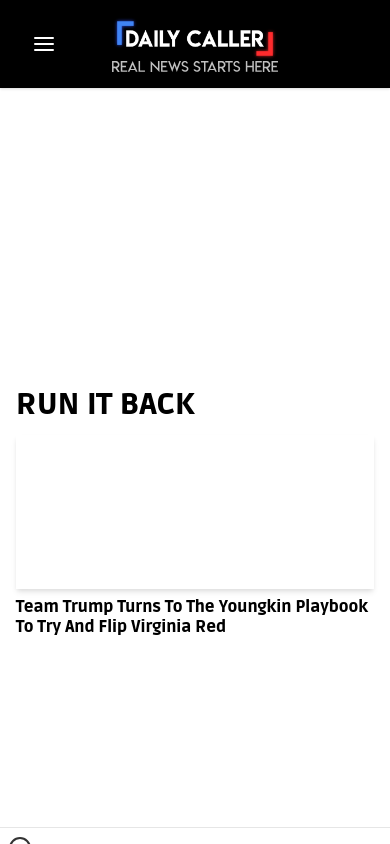 DAILY CALLER
REAL NEWS STARTS HERE
RUN IT BACK
Team Trump Turns To The Youngkin Playbook
To Try And Flip Virginia Red